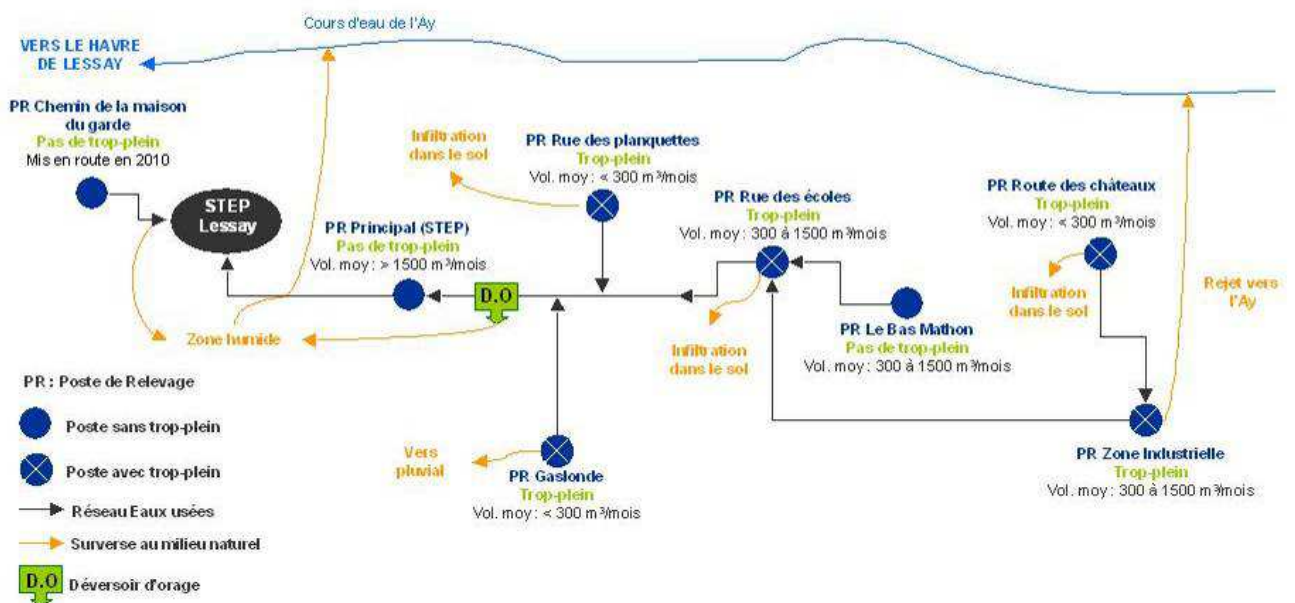 Cours d'eau de l'Ay
VERS LE HAVRE
DE LESSAY
PR Chemin de la maison
du garde
Pas de trop-plein
Mis en route en 2010
STEP
Lessay
PR Principal (STEP)
Pas de trop-plein
Vol. moy : > 1500 m³/mois
Infiltration
dans le sol
PR Rue des planquettes
Trop-plein
Vol. moy : < 300 m³/mois
PR Rue des écoles
Trop-plein
Vol. moy : 300 à 1500 m³/mois
PR Route des châteaux
Trop-plein
Vol. moy : < 300 m³/mois
Infiltration
dans le sol
Rejet vers
l'Ay
D.O
Zone humide
Infiltration
dans le sol
PR Le Bas Mathon
Pas de trop-plein
Vol. moy : 300 à 1500 m³/mois
Vers
pluvial
PR Gaslonde
Trop-plein
Vol. moy : < 300 m³/mois
PR Zone Industrielle
Trop-plein
Vol. moy : 300 à 1500 m³/mois
PR : Poste de Relevage
Poste sans trop-plein
Poste avec trop-plein
Réseau Eaux usées
Surverse au milieu naturel
D.O Déversoir d'orage